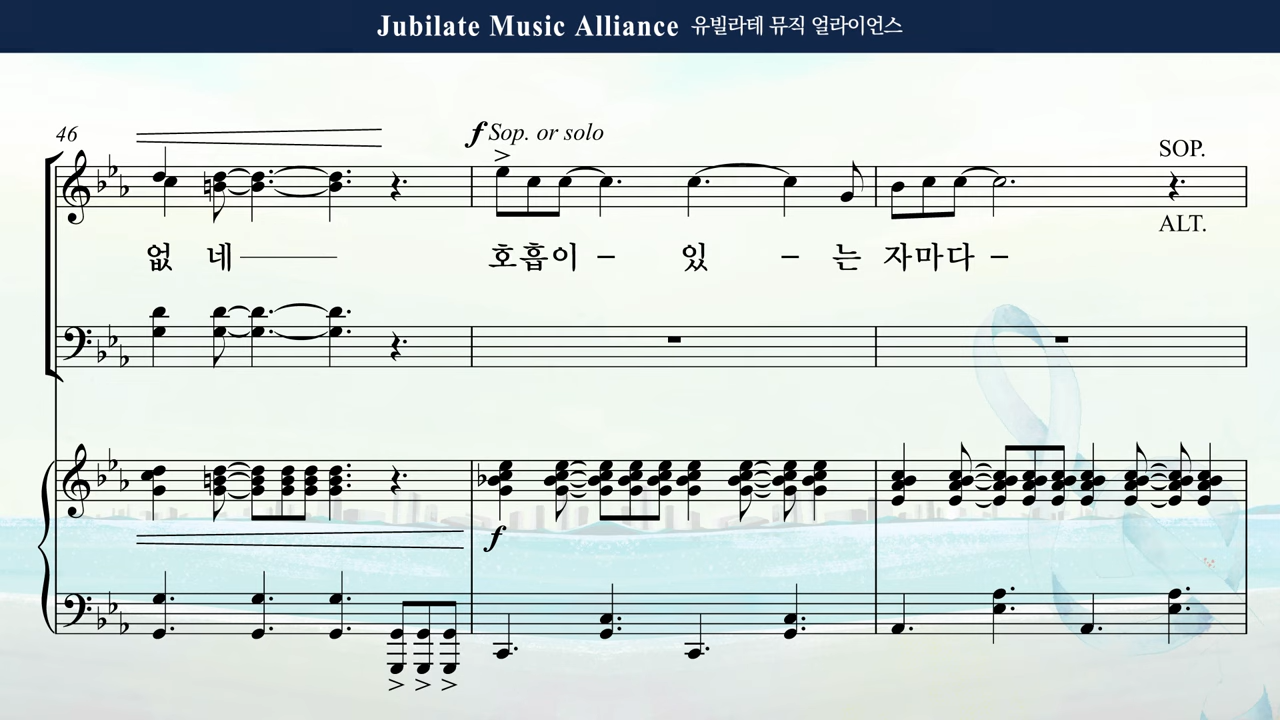 Jubilate Music Alliance 유빌라테 뮤직 얼라이언스
46
f Sop. or solo
SOP.
ALT.
없 네 호흡이 - 있 - 는 자마다 -
f